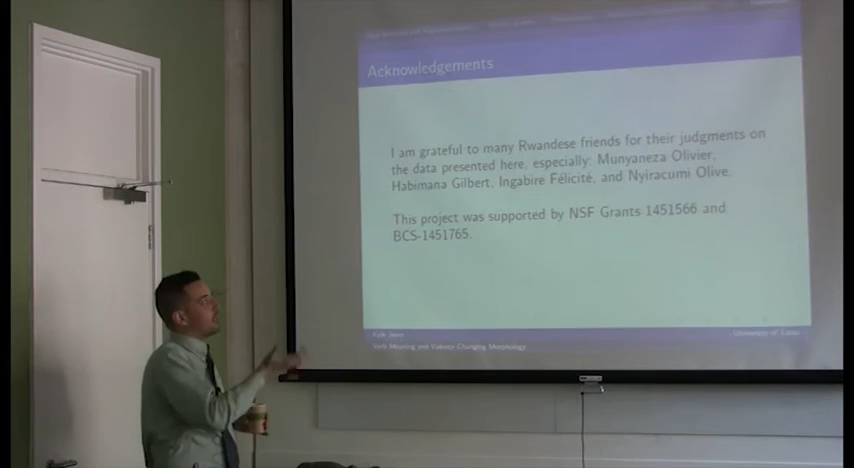 Acknowledgements
I am grateful to many Rwandese friends for their judgments on
the data presented here, especially: Munyaneza Olivier,
Habimana Gilbert, Ingabire Félicité, and Nyiracumi Olive.
This project was supported by NSF Grants 1451566 and
BCS-1451765.
University of
Verb Meaning and Valency-Changing Morphology